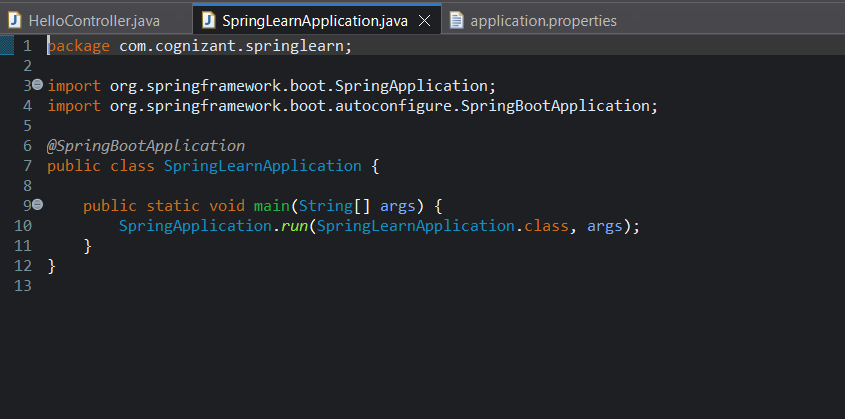 HelloController.java SpringLearnApplication.java application.properties
1 package com.cognizant.springlearn;
2
3 import org.springframework.boot.SpringApplication;
4 import org.springframework.boot.autoconfigure.SpringBootApplication;
5
6 @SpringBootApplication
7 public class SpringLearnApplication {
8
9 public static void main(String[] args) {
10 SpringApplication.run(SpringLearnApplication.class, args);
11 }
12 }
13